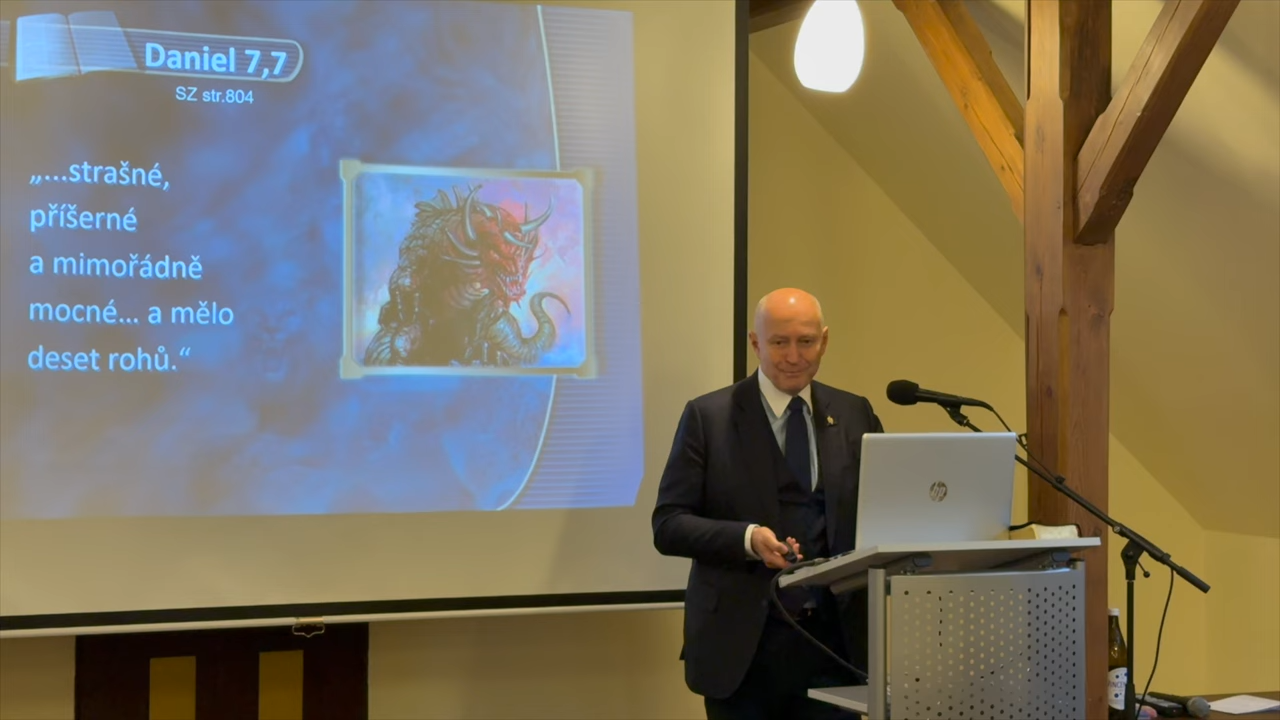 Daniel 7,7
SZ str.804
„...strašné,
příšerné
a mimořádně
mocné... a mělo
deset rohů.“
hp